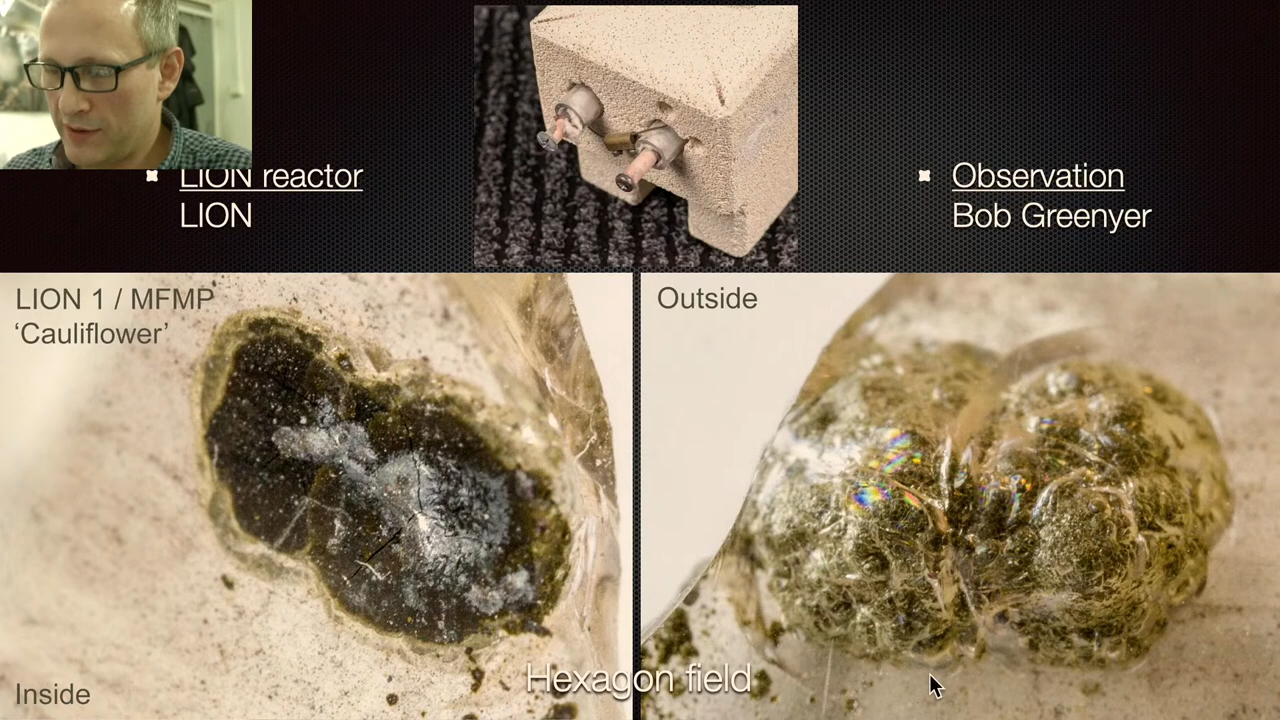 LION reactor
LION
Observation
Bob Greenyer
LION 1 / MFMP
‘Cauliflower’
Outside
Inside
Hexagon field